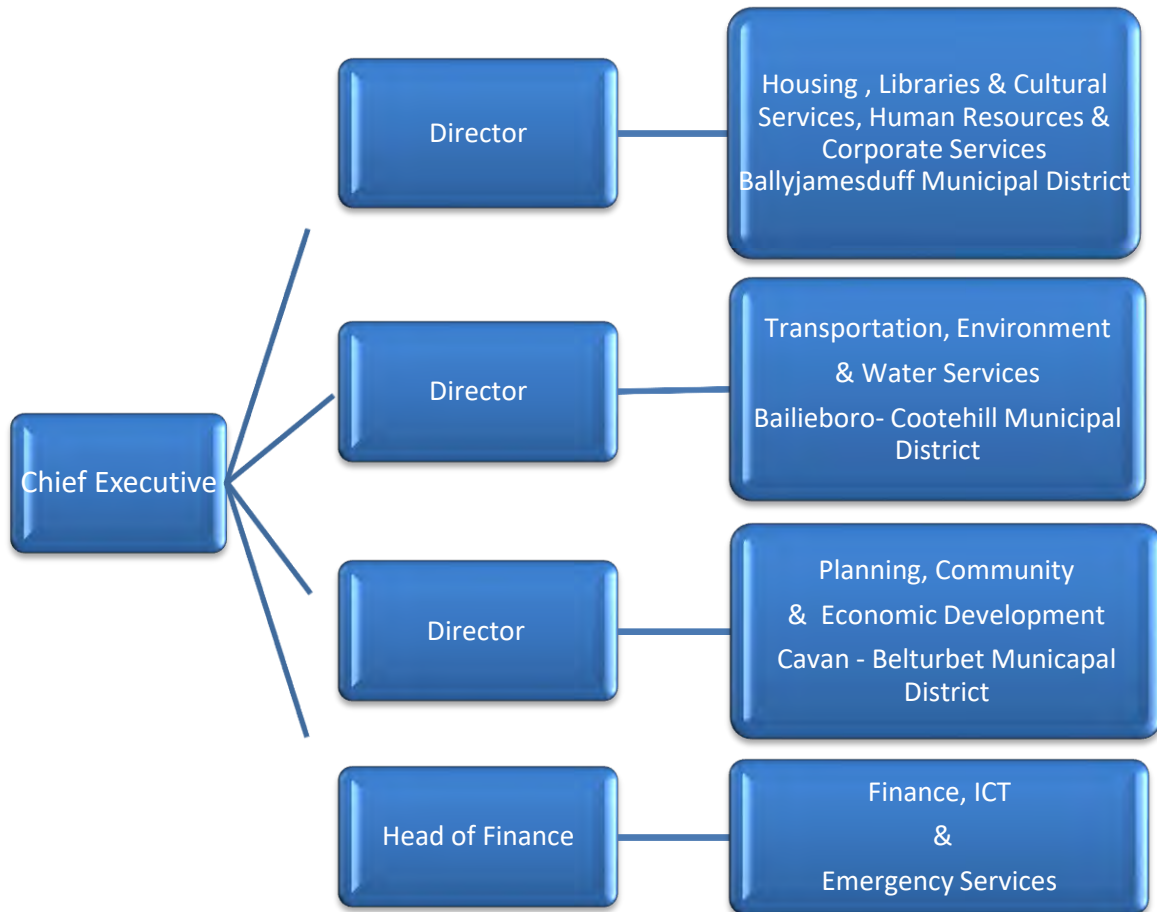 Director
Housing , Libraries & Cultural
Services, Human Resources &
Corporate Services
Ballyjamesduff Municipal District
Director
Transportation, Environment
& Water Services
Bailieboro- Cootehill Municipal
District
Chief Executive
Director
Planning, Community
& Economic Development
Cavan - Belturbet Municapal
District
Head of Finance
Finance, ICT
&
Emergency Services